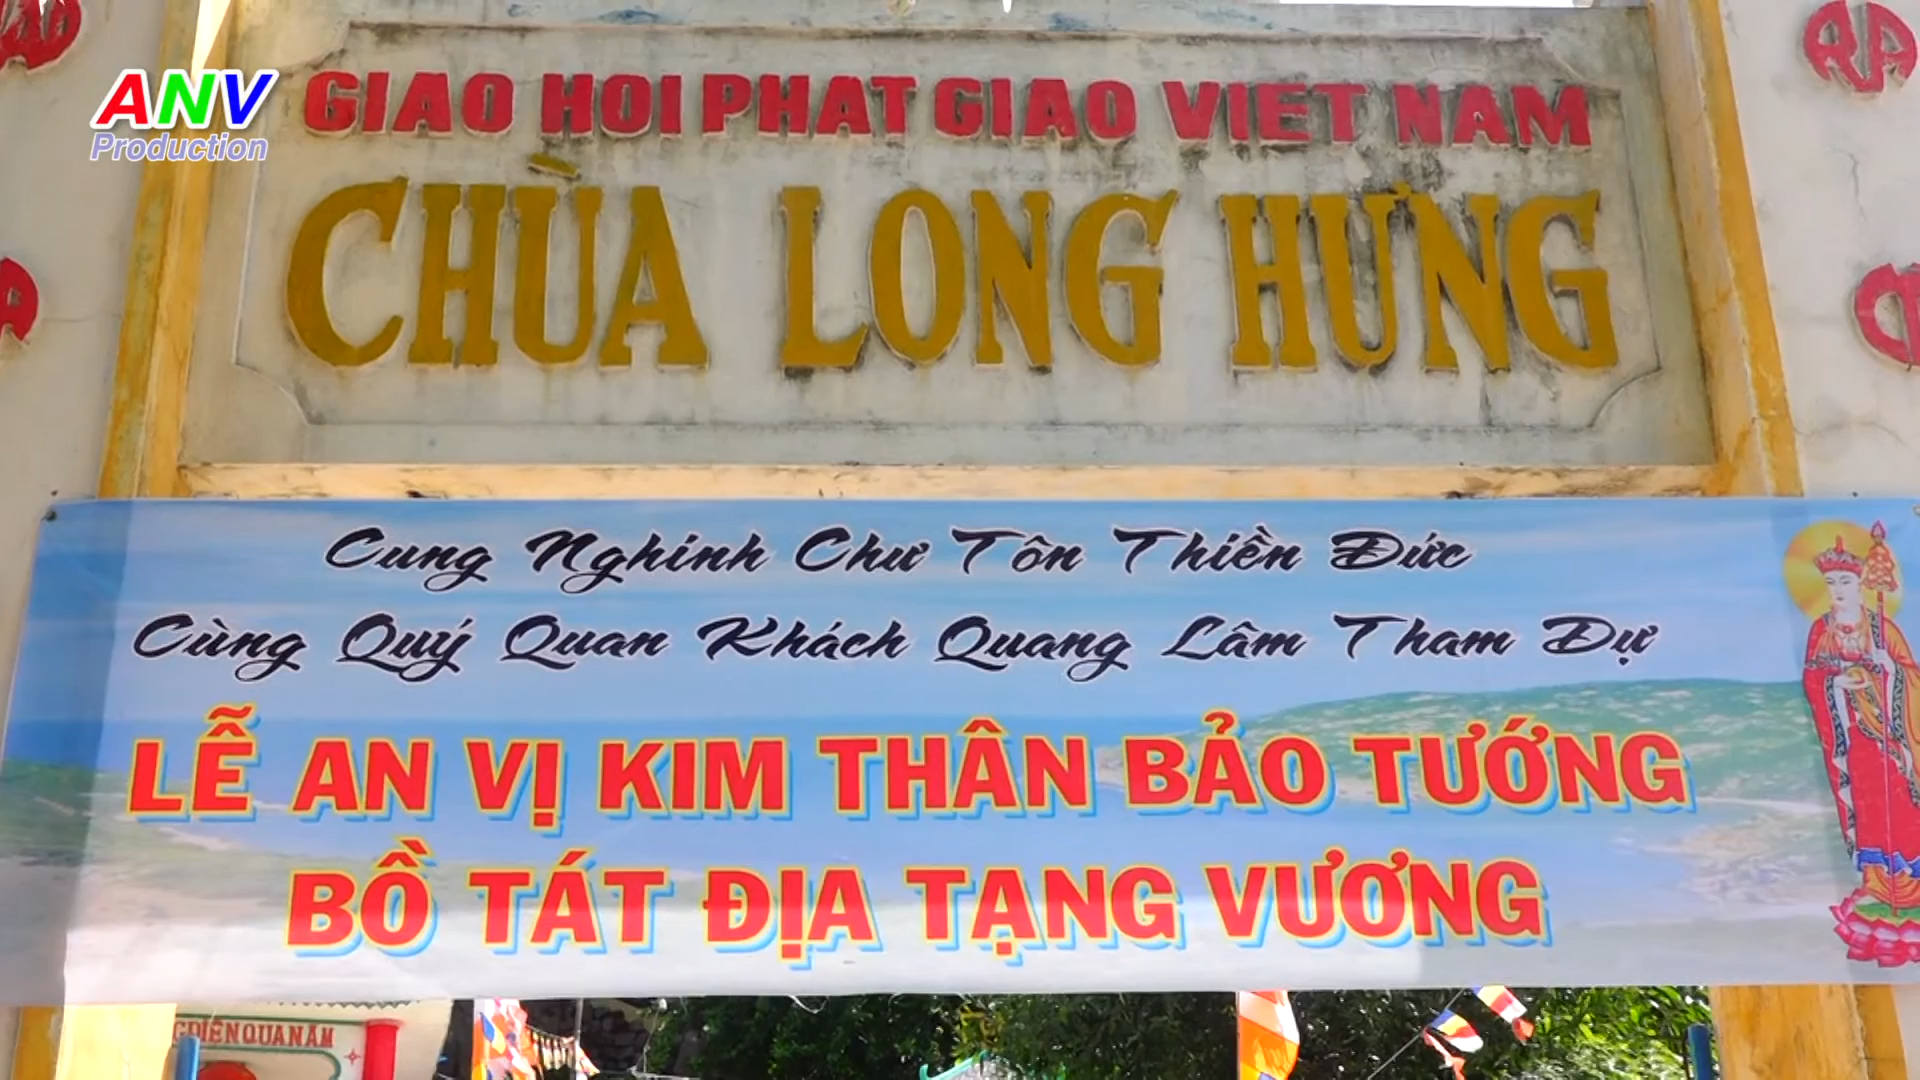 ANV
Production
GIAO HOI PHAT GIAO VIET NAM
CHÙA LONG HƯNG
Cung Nghinh Chư Tôn Thiền Đức
Cùng Quý Quan Khách Quang Lâm Tham Dự
LỄ AN VỊ KIM THÂN BẢO TƯỚNG
BỒ TÁT ĐỊA TẠNG VƯƠNG